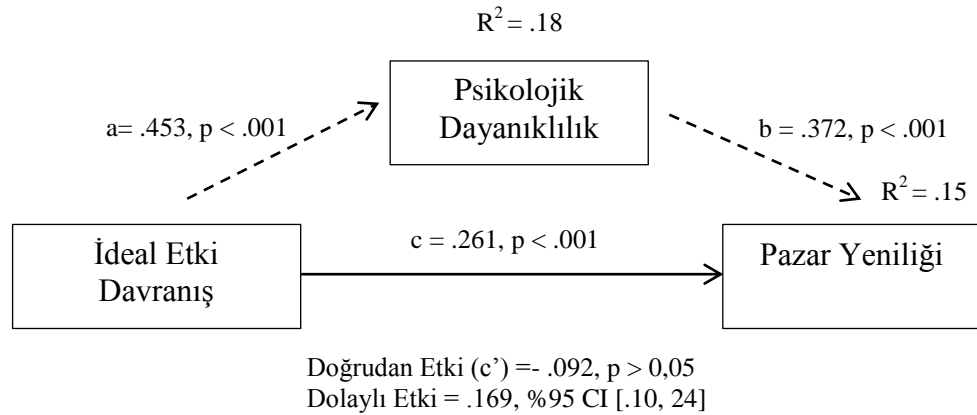 R² = .18
Psikolojik
Dayanıklılık
a= .453, p < .001
b = .372, p < .001
R² = .15
İdeal Etki
Davranış
c = .261, p < .001
Pazar Yeniliği
Doğrudan Etki (c’) =- .092, p > 0,05
Dolaylı Etki = .169, %95 CI [.10, 24]